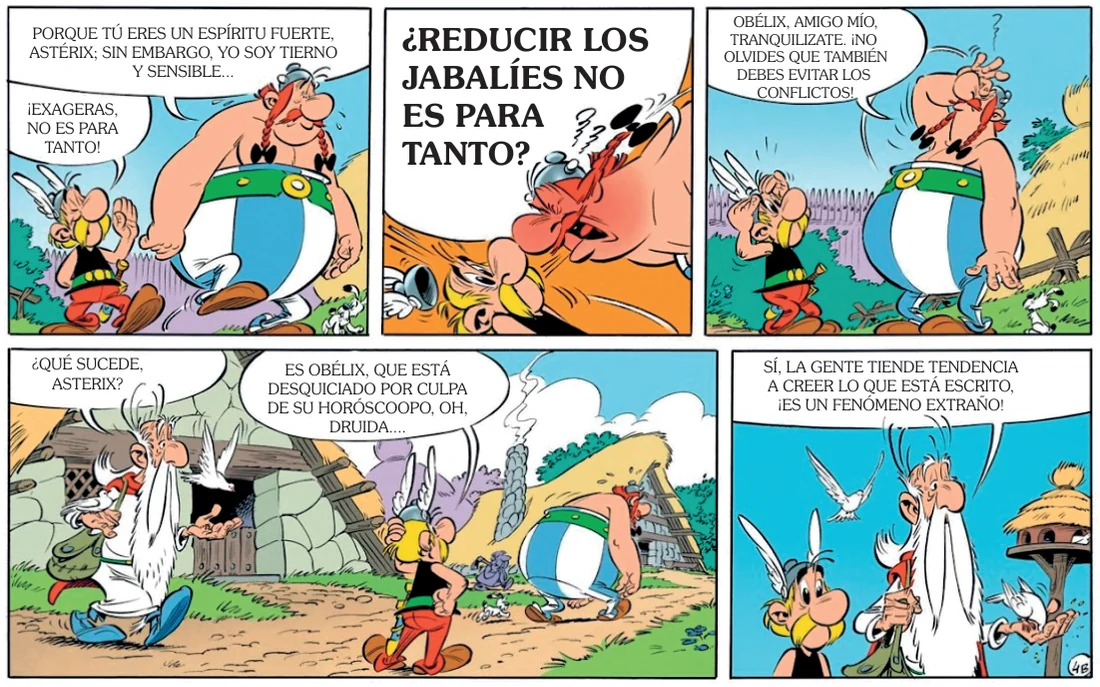 PORQUE TÚ ERES UN ESPÍRITU FUERTE,
ASTÉRIX; SIN EMBARGO, YO SOY TIERNO
Y SENSIBLE...
¡EXAGERAS,
NO ES PARA
TANTO!
¿REDUCIR LOS
JABALÍES NO
ES PARA
TANTO?
OBÉLIX, AMIGO MÍO,
TRANQUILIZATE. ¡NO
OLVIDES QUE TAMBIÉN
DEBES EVITAR LOS
CONFLICTOS!
¿QUÉ SUCEDE,
ASTERIX?
ES OBÉLIX, QUE ESTÁ
DESQUICIADO POR CULPA
DE SU HORÓSCOOPO, OH,
DRUIDA....
SÍ, LA GENTE TIENDE TENDENCIA
A CREER LO QUE ESTÁ ESCRITO,
¡ES UN FENÓMENO EXTRAÑO!
4B